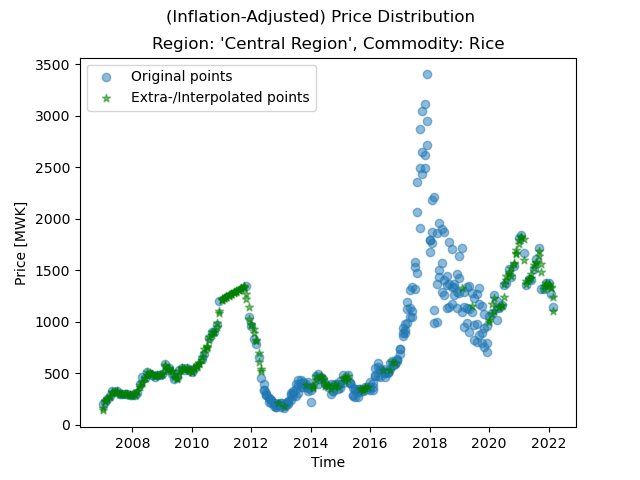 (Inflation-Adjusted) Price Distribution
Region: 'Central Region', Commodity: Rice
Original points
Extra-/Interpolated points
3500
3000
2500
2000
1500
1000
500
0
Price [MWK]
2008 2010 2012 2014 2016 2018 2020 2022
Time